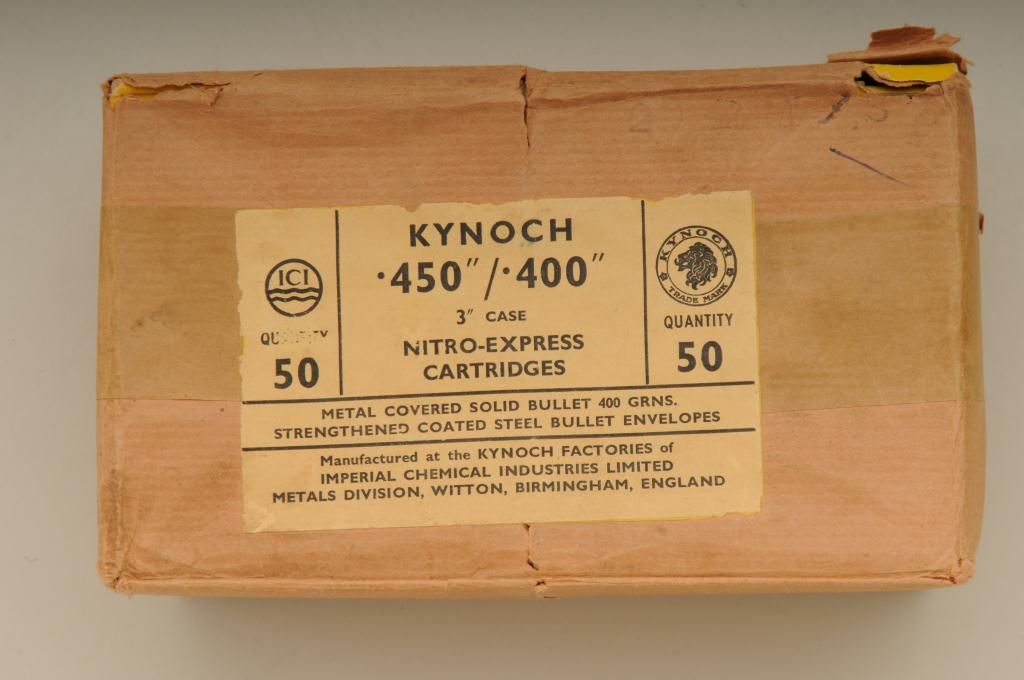 KYNOCH
·450"/·400"
3" CASE
NITRO-EXPRESS
CARTRIDGES
ICI
50
KYNOCH
TRADE MARK
QUANTITY
50
METAL COVERED SOLID BULLET 400 GRNS.
STRENGTHENED COATED STEEL BULLET ENVELOPES
Manufactured at the KYNOCH FACTORIES of
IMPERIAL CHEMICAL INDUSTRIES LIMITED
METALS DIVISION, WITTON, BIRMINGHAM, ENGLAND